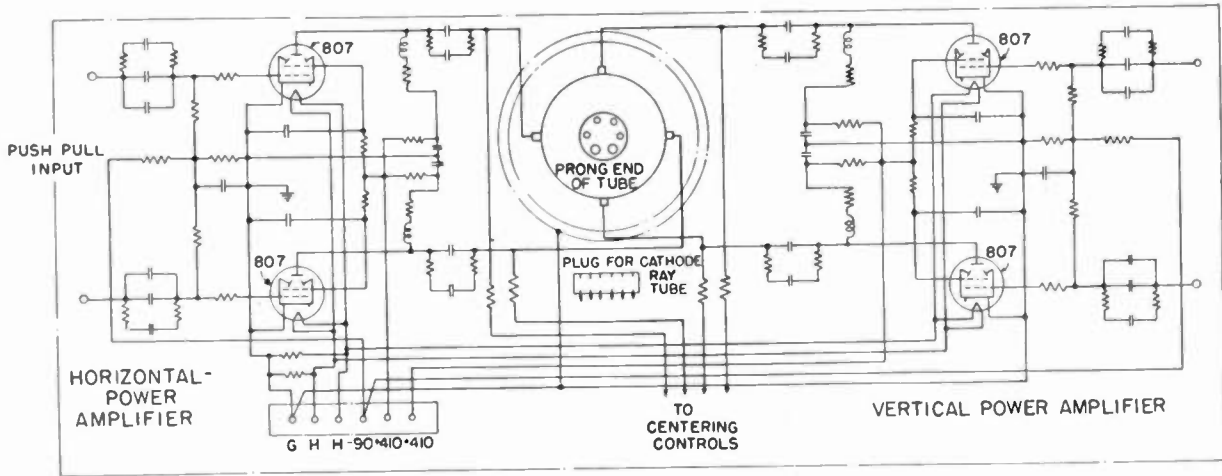 807
807
PUSH PULL
INPUT
PRONG END
OF TUBE
807
807
PLUG FOR CATHODE
RAY
TUBE
HORIZONTAL-
POWER
AMPLIFIER
TO
CENTERING
CONTROLS
VERTICAL POWER AMPLIFIER
G H H -90+410+410